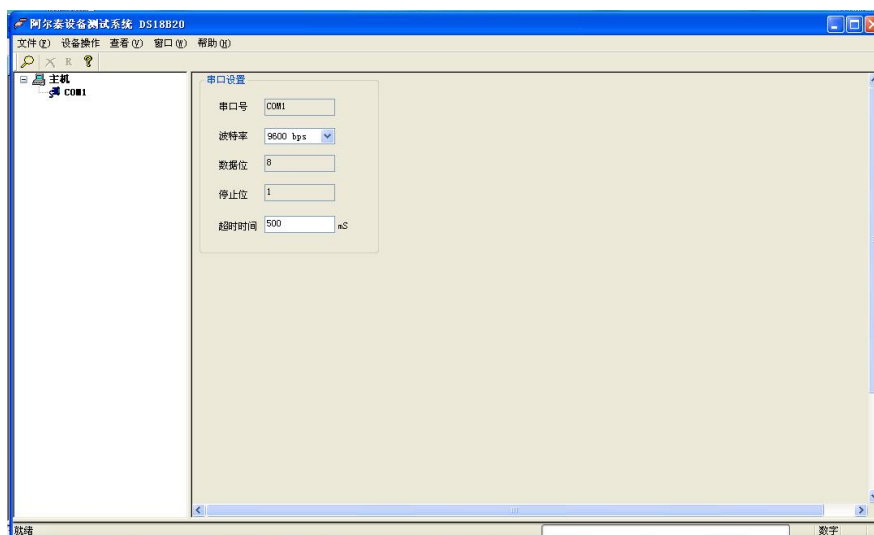 阿尔泰设备测试系统 DS18B20
文件(F) 设备操作 查看(V) 窗口(W) 帮助(H)
R ?
主机
COM1
串口设置
串口号 COM1
波特率 9600 bps
数据位 8
停止位 1
超时时间 500 mS
就绪 数字